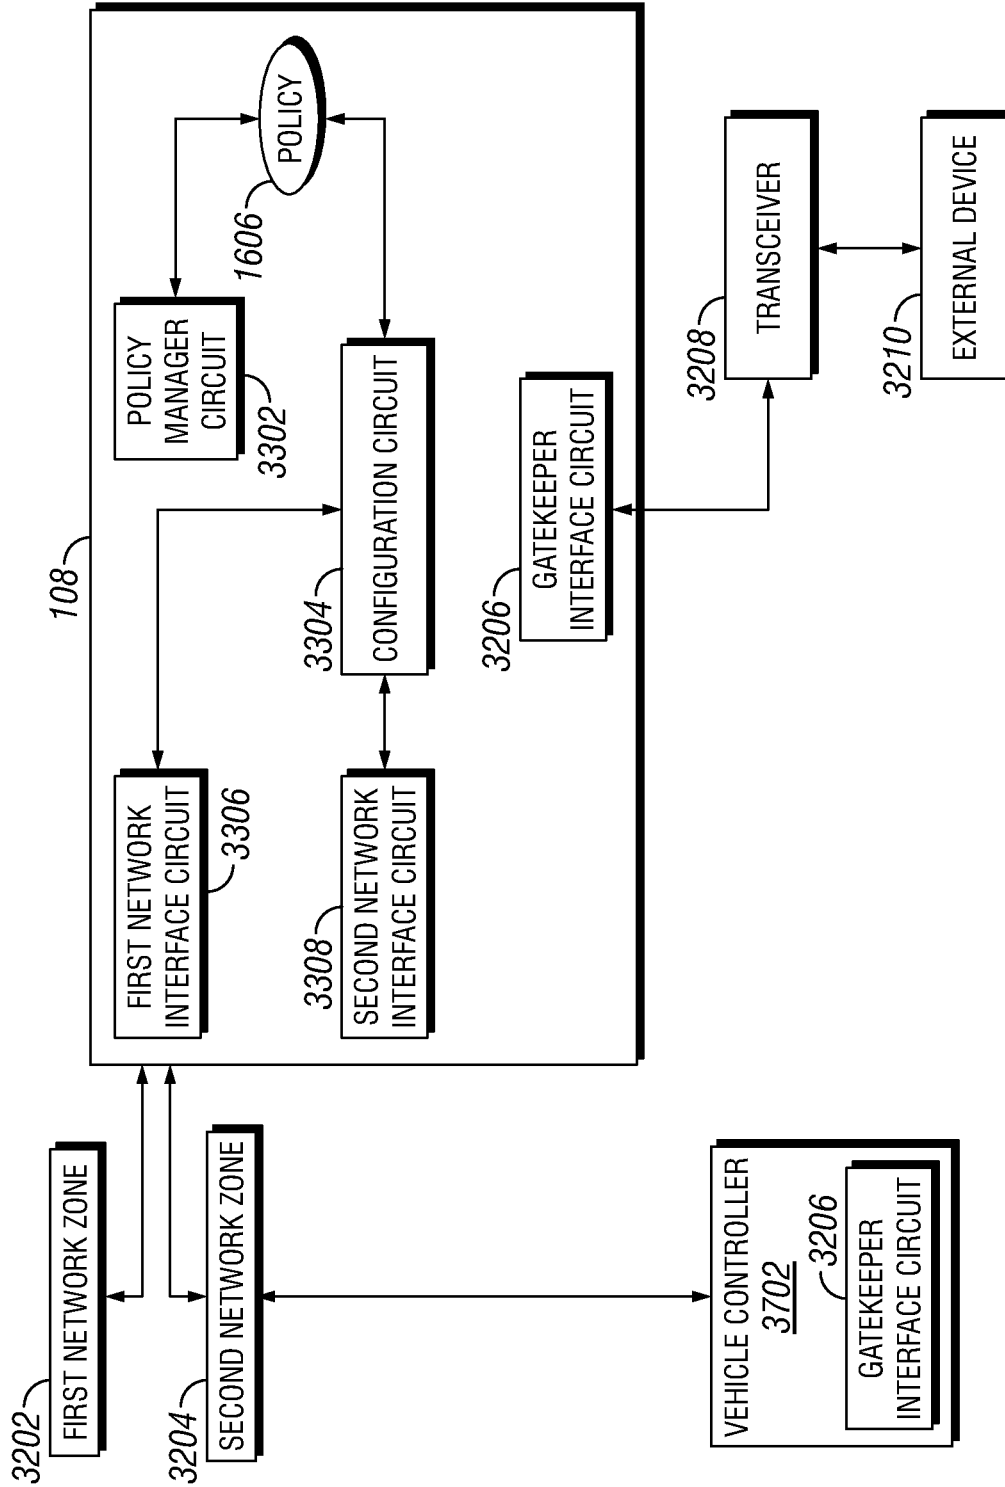 108
3202
FIRST NETWORK ZONE
3204
SECOND NETWORK ZONE
FIRST NETWORK
INTERFACE CIRCUIT
3306
POLICY
MANAGER
CIRCUIT
3302
1606
POLICY
3308
SECOND NETWORK
INTERFACE CIRCUIT
3304
CONFIGURATION CIRCUIT
3206
GATEKEEPER
INTERFACE CIRCUIT
3208
TRANSCEIVER
3210
EXTERNAL DEVICE
VEHICLE CONTROLLER
3702
3206
GATEKEEPER
INTERFACE CIRCUIT